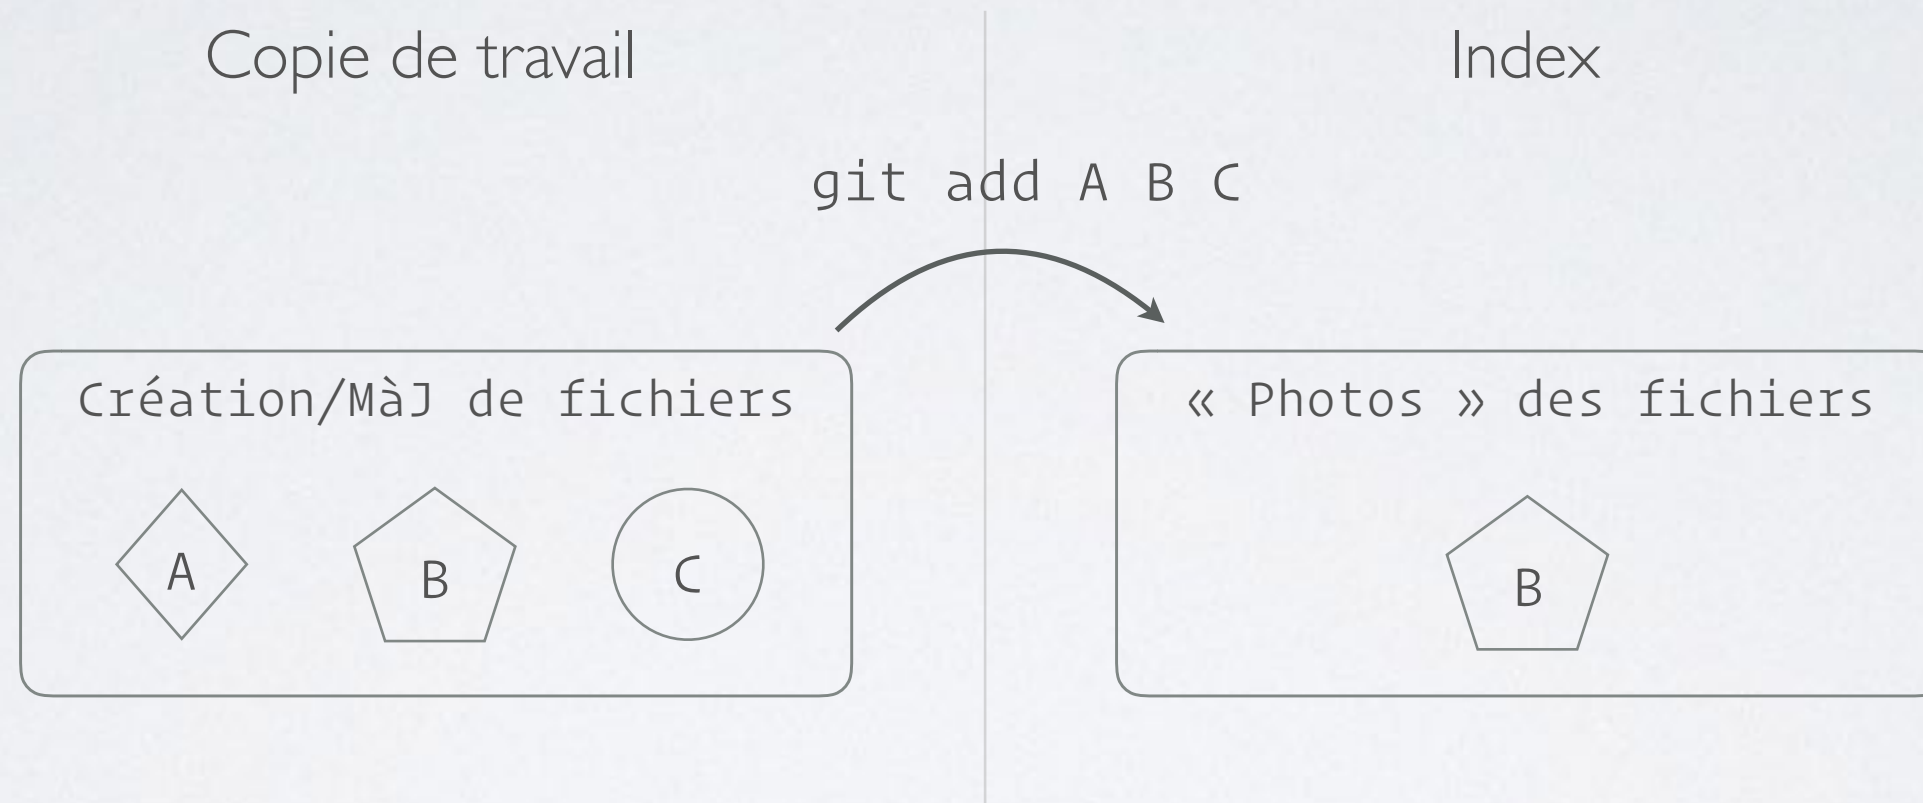 Copie de travail
Index
git add A B C
Création/MàJ de fichiers
« Photos » des fichiers
A
B
C
B